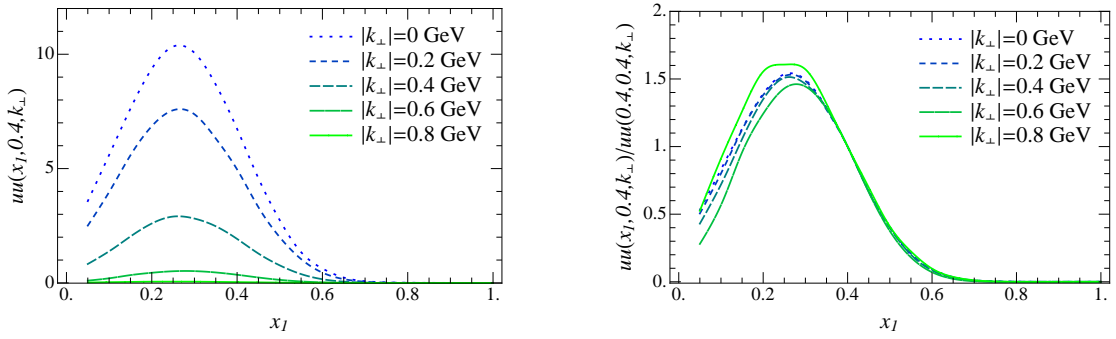 uu(x₁,0.4,k⊥)
10
5
0
|k⊥|=0 GeV
|k⊥|=0.2 GeV
|k⊥|=0.4 GeV
|k⊥|=0.6 GeV
|k⊥|=0.8 GeV
0. 0.2 0.4 0.6 0.8 1.
x₁
uu(x₁,0.4,k⊥)/uu(0.4,0.4,k⊥)
2.
1.5
1.0
0.5
0.
|k⊥|=0 GeV
|k⊥|=0.2 GeV
|k⊥|=0.4 GeV
|k⊥|=0.6 GeV
|k⊥|=0.8 GeV
0. 0.2 0.4 0.6 0.8 1.
x₁